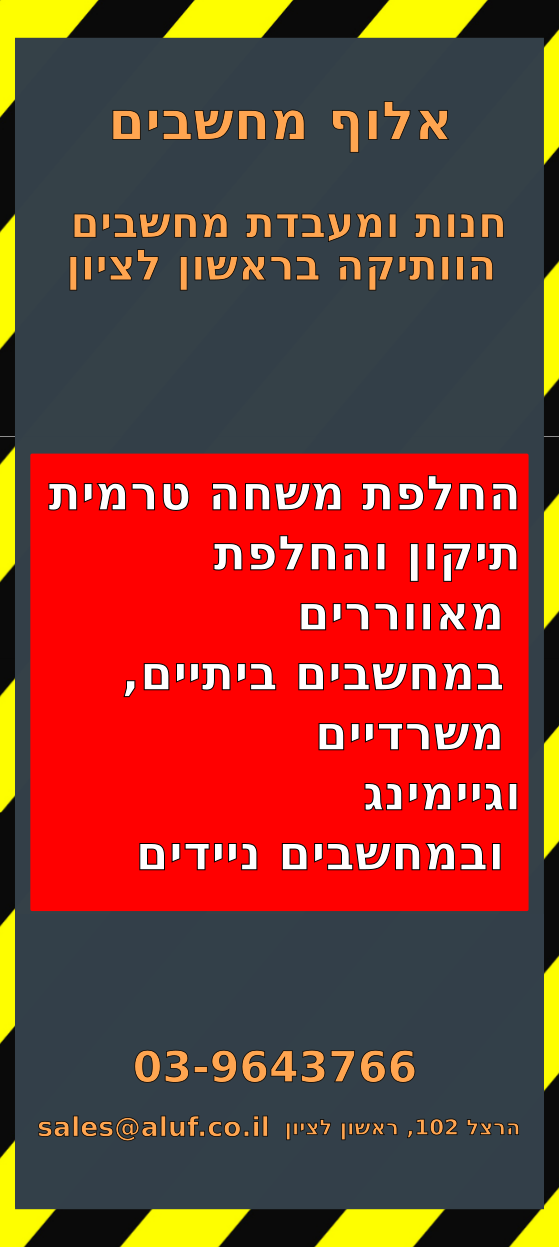 אלוף מחשבים
חנות ומעבדת מחשבים
הוותיקה בראשון לציון
החלפת משחה טרמית
תיקון והחלפת
מאווררים
במחשבים ביתיים,
משרדיים
וגיימינג
ובמחשבים ניידים
03-9643766
הרצל 102, ראשון לציון sales@aluf.co.il